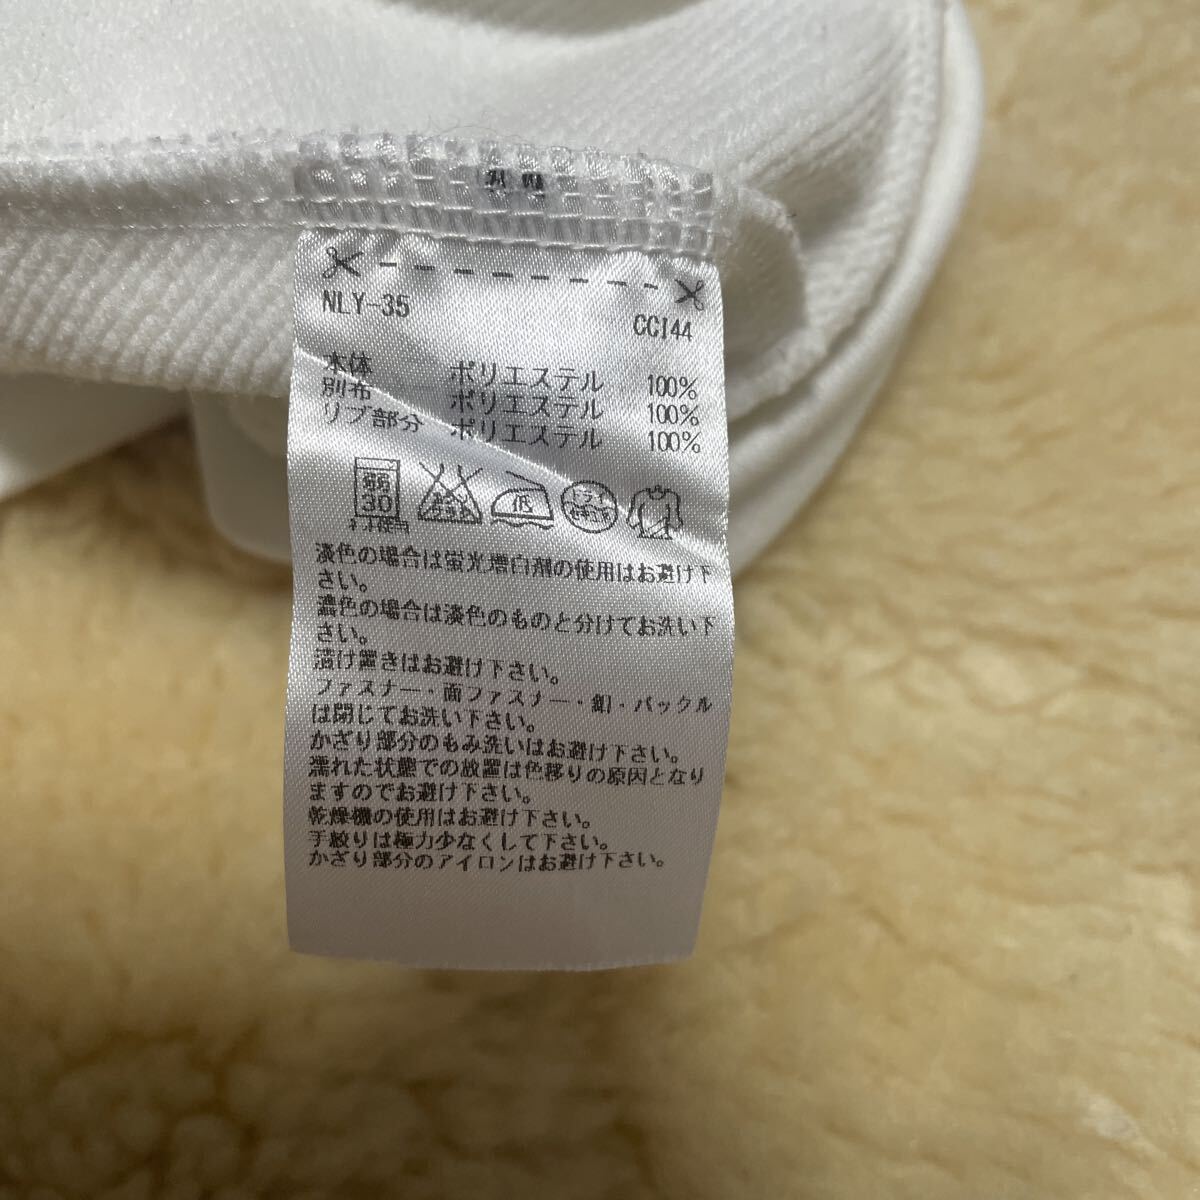 NLY-35
CCI44
本体 ポリエステル 100%
別布 ポリエステル 100%
リブ部分 ポリエステル 100%
弱
30
低
ドライ
淡色の場合は蛍光増白剤の使用はお避け下
さい。
濃色の場合は淡色のものと分けてお洗い下
さい。
漬け置きはお避け下さい。
ファスナー・面ファスナー・釦・バックル
は閉じてお洗い下さい。
かざり部分のもみ洗いはお避け下さい。
濡れた状態での放置は色移りの原因となり
ますのでお避け下さい。
乾燥機の使用はお避け下さい。
手絞りは極力少なくして下さい。
かざり部分のアイロンはお避け下さい。